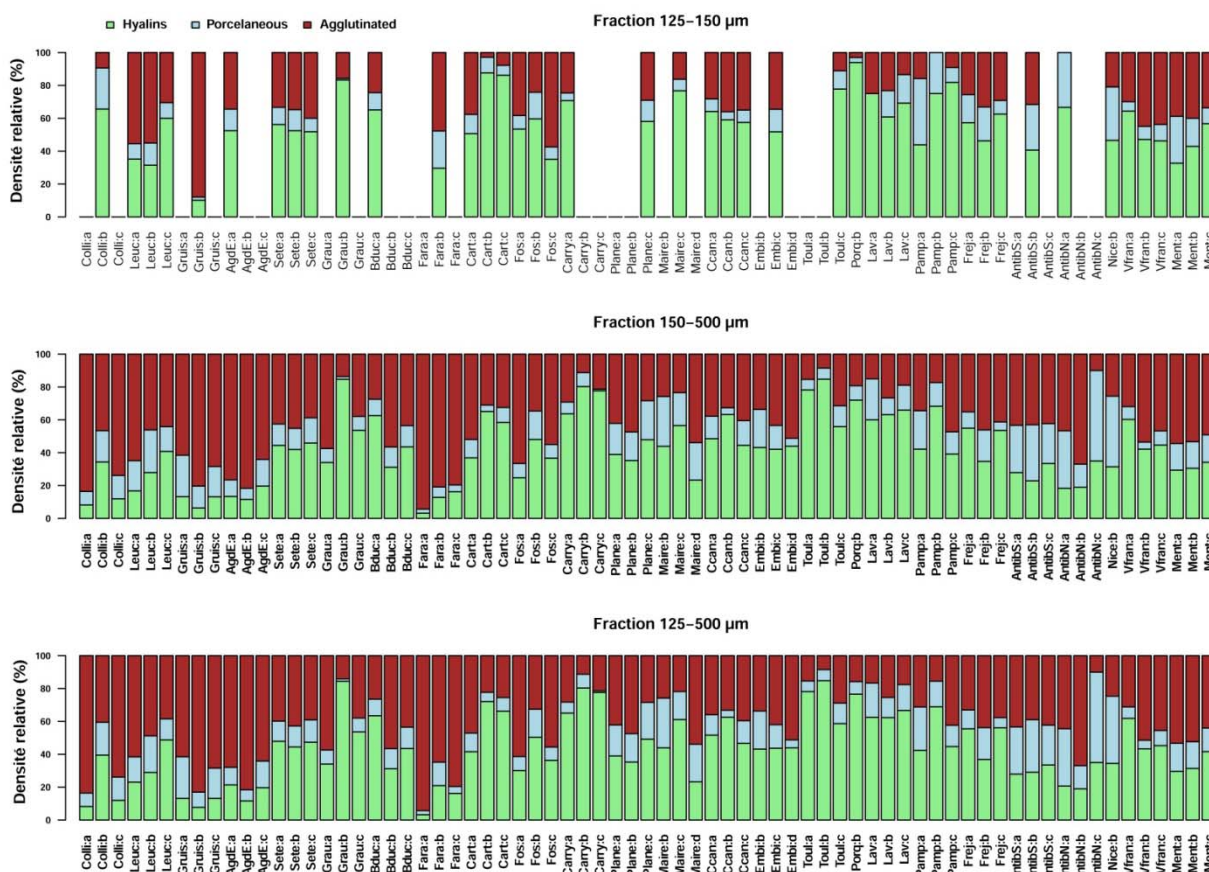 Fraction 125–150 µm
Hyalins Porcelaneous Agglutinated
Densité relative (%)
100
80
60
40
20
0
Colli:a Colli:b Colli:c Leuc:a Leuc:b Leuc:c Gruis:a Gruis:b Gruis:c AgdE:a AgdE:b AgdE:c Sete:a Sete:b Sete:c Grau:a Grau:b Grau:c Bduc:a Bduc:b Bduc:c Fara:a Fara:b Fara:c Cart:a Cart:b Cart:c Fos:a Fos:b Fos:c Carry:a Carry:b Carry:c Plane:a Plane:b Plane:c Maire:b Maire:c Maire:d Ccan:a Ccan:b Ccan:c Embi:b Embi:c Embi:d Toul:a Toul:b Toul:c Porq:b Lav:a Lav:b Lav:c Pamp:a Pamp:b Pamp:c Frej:a Frej:b Frej:c AntibS:a AntibS:b AntibS:c AntibN:a AntibN:b AntibN:c Nice:b Vfran:a Vfran:b Vfran:c Ment:a Ment:b Ment:c
Fraction 150–500 µm
Densité relative (%)
100
80
60
40
20
0
Colli:a Colli:b Colli:c Leuc:a Leuc:b Leuc:c Gruis:a Gruis:b Gruis:c AgdE:a AgdE:b AgdE:c Sete:a Sete:b Sete:c Grau:a Grau:b Grau:c Bduc:a Bduc:b Bduc:c Fara:a Fara:b Fara:c Cart:a Cart:b Cart:c Fos:a Fos:b Fos:c Carry:a Carry:b Carry:c Plane:a Plane:b Plane:c Maire:b Maire:c Maire:d Ccan:a Ccan:b Ccan:c Embi:b Embi:c Embi:d Toul:a Toul:b Toul:c Porq:b Lav:a Lav:b Lav:c Pamp:a Pamp:b Pamp:c Frej:a Frej:b Frej:c AntibS:a AntibS:b AntibS:c AntibN:a AntibN:b AntibN:c Nice:b Vfran:a Vfran:b Vfran:c Ment:a Ment:b Ment:c
Fraction 125–500 µm
Densité relative (%)
100
80
60
40
20
0
Colli:a Colli:b Colli:c Leuc:a Leuc:b Leuc:c Gruis:a Gruis:b Gruis:c AgdE:a AgdE:b AgdE:c Sete:a Sete:b Sete:c Grau:a Grau:b Grau:c Bduc:a Bduc:b Bduc:c Fara:a Fara:b Fara:c Cart:a Cart:b Cart:c Fos:a Fos:b Fos:c Carry:a Carry:b Carry:c Plane:a Plane:b Plane:c Maire:b Maire:c Maire:d Ccan:a Ccan:b Ccan:c Embi:b Embi:c Embi:d Toul:a Toul:b Toul:c Porq:b Lav:a Lav:b Lav:c Pamp:a Pamp:b Pamp:c Frej:a Frej:b Frej:c AntibS:a AntibS:b AntibS:c AntibN:a AntibN:b AntibN:c Nice:b Vfran:a Vfran:b Vfran:c Ment:a Ment:b Ment:c